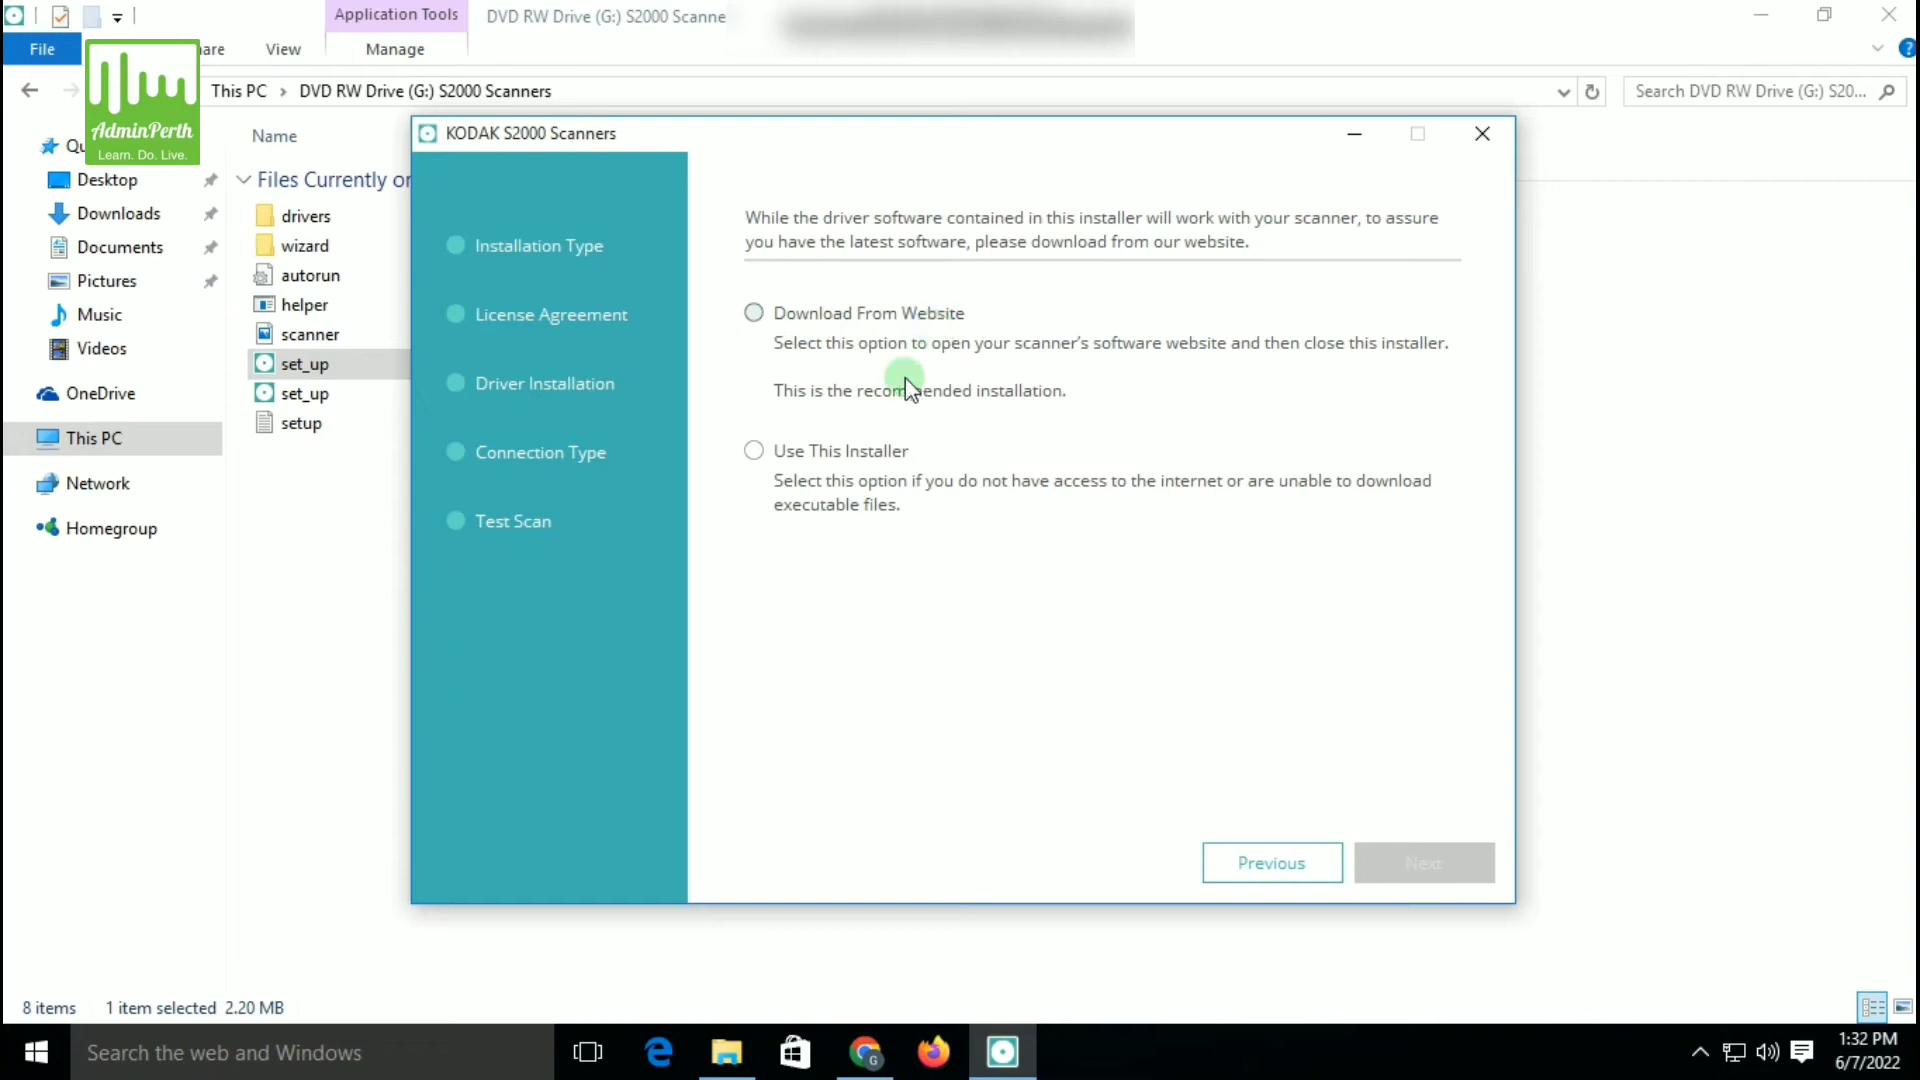 Application Tools
DVD RW Drive (G:) S2000 Scanne
File
are
View
Manage
This PC
DVD RW Drive (G:) S2000 Scanners
Search DVD RW Drive (G:) S20...
AdminPerth
Learn. Do. Live.
Qu
Desktop
Downloads
Documents
Pictures
Music
Videos
OneDrive
This PC
Network
Homegroup
Name
Files Currently on
drivers
wizard
autorun
helper
scanner
set_up
set_up
setup
KODAK S2000 Scanners
Installation Type
License Agreement
Driver Installation
Connection Type
Test Scan
While the driver software contained in this installer will work with your scanner, to assure
you have the latest software, please download from our website.
Download From Website
Select this option to open your scanner's software website and then close this installer.
This is the recommended installation.
Use This Installer
Select this option if you do not have access to the internet or are unable to download
executable files.
Previous
Next
8 items
1 item selected 2.20 MB
Search the web and Windows
1:32 PM
6/7/2022